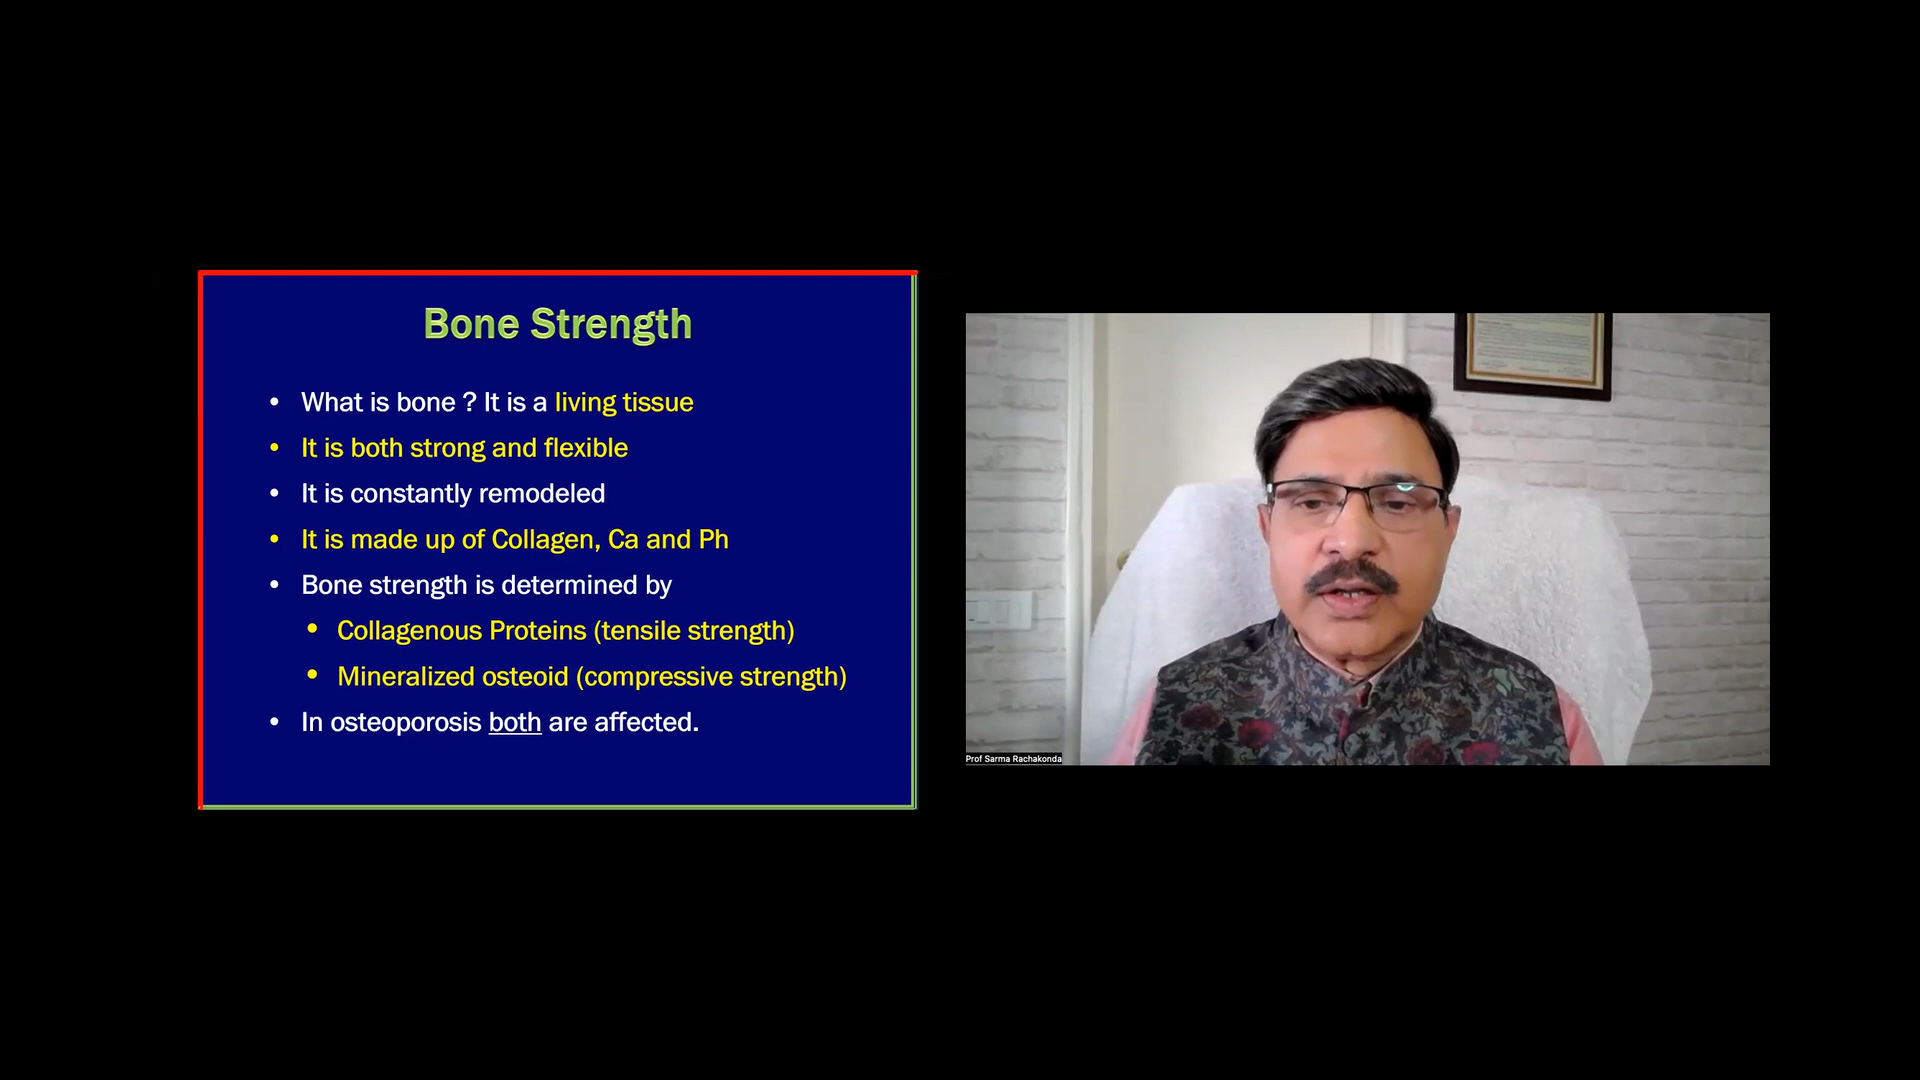 Bone Strength
• What is bone ? It is a living tissue
• It is both strong and flexible
• It is constantly remodeled
• It is made up of Collagen, Ca and Ph
• Bone strength is determined by
• Collagenous Proteins (tensile strength)
• Mineralized osteoid (compressive strength)
• In osteoporosis both are affected.
Prof Sarma Rachakonda